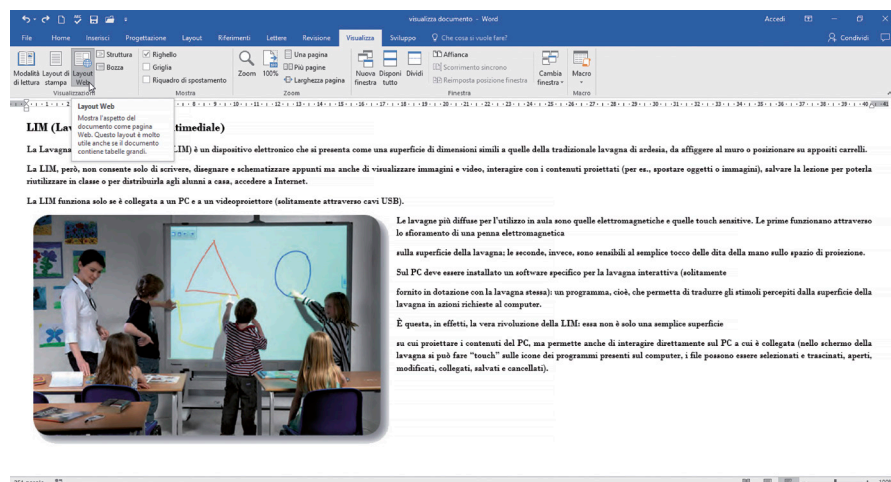 visualizza documento - Word
Accedi
File Home Inserisci Progettazione Layout Riferimenti Lettere Revisione Visualizza Sviluppo Che cosa si vuole fare? Condividi
Modalità di lettura
Layout di stampa
Layout Web
Struttura
Bozza
Visualizzazioni
Righello
Griglia
Riquadro di spostamento
Mostra
Zoom
100%
Una pagina
Più pagine
Larghezza pagina
Zoom
Nuova finestra
Disponi tutto
Dividi
Affianca
Scorrimento sincrono
Reimposta posizione finestra
Finestra
Cambia finestra
Macro
Macro
Layout Web
Mostra l'aspetto del
documento come pagina
Web. Questo layout è molto
utile anche se il documento
contiene tabelle grandi.
LIM (La timediale)
La Lavagna LIM) è un dispositivo elettronico che si presenta come una superficie di dimensioni simili a quelle della tradizionale lavagna di ardesia, da affiggere al muro o posizionare su appositi carrelli.
La LIM, però, non consente solo di scrivere, disegnare e schematizzare appunti ma anche di visualizzare immagini e video, interagire con i contenuti proiettati (per es., spostare oggetti o immagini), salvare la lezione per poterla
riutilizzare in classe o per distribuirla agli alunni a casa, accedere a Internet.
La LIM funziona solo se è collegata a un PC e a un videoproiettore (solitamente attraverso cavi USB).
Le lavagne più diffuse per l'utilizzo in aula sono quelle elettromagnetiche e quelle touch sensitive. Le prime funzionano attraverso
lo sfioramento di una penna elettromagnetica
sulla superficie della lavagna; le seconde, invece, sono sensibili al semplice tocco delle dita della mano sullo spazio di proiezione.
Sul PC deve essere installato un software specifico per la lavagna interattiva (solitamente
fornito in dotazione con la lavagna stessa): un programma, cioè, che permetta di tradurre gli stimoli percepiti dalla superficie della
lavagna in azioni richieste al computer.
È questa, in effetti, la vera rivoluzione della LIM: essa non è solo una semplice superficie
su cui proiettare i contenuti del PC, ma permette anche di interagire direttamente sul PC a cui è collegata (nello schermo della
lavagna si può fare "touch" sulle icone dei programmi presenti sul computer, i file possono essere selezionati e trascinati, aperti,
modificati, collegati, salvati e cancellati).